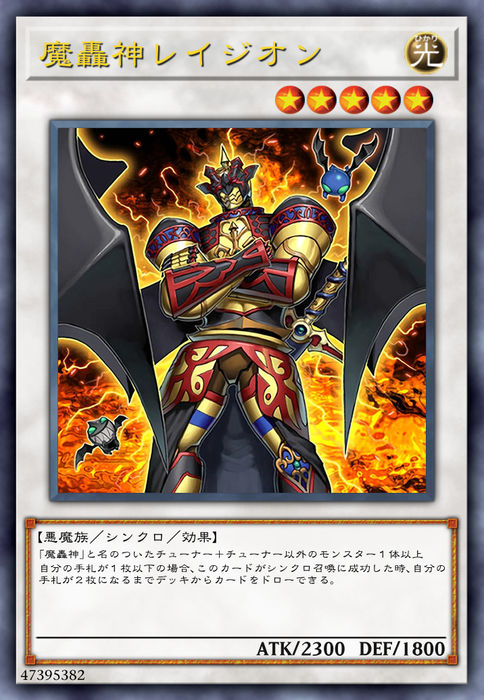 魔轟神レイジオン
ひかり
光
【悪魔族／シンクロ／効果】
「魔轟神」と名のついたチューナー＋チューナー以外のモンスター１体以上
自分の手札が１枚以下の場合、このカードがシンクロ召喚に成功した時、自分の
手札が２枚になるまでデッキからカードをドローできる。
ATK/2300 DEF/1800
47395382